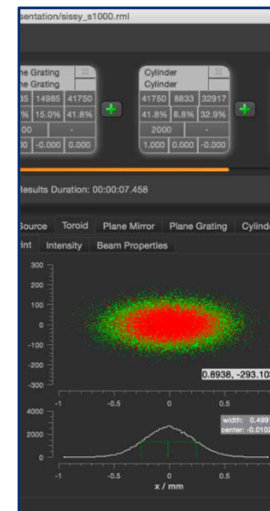 sentation/sissy_s1000.rml
ne Grating
ne Grating
35 14985 41750
% 15.0% 41.8%
00 -
00 -0.000 0.000
Cylinder
Cylinder
41750 8833 32917
41.8% 8.8% 32.9%
2000 -
1.000 0.000 -0.000
Results Duration: 00:00:07.458
Source Toroid Plane Mirror Plane Grating Cylinde
int Intensity Beam Properties
300
200
100
0
-100
-200
-300
0.8938, -293.103
-1 -0.5 0 0.5
4000
2000
0
width: 0.499
center: -0.0102
-1 -0.5 0 0.5
x / mm